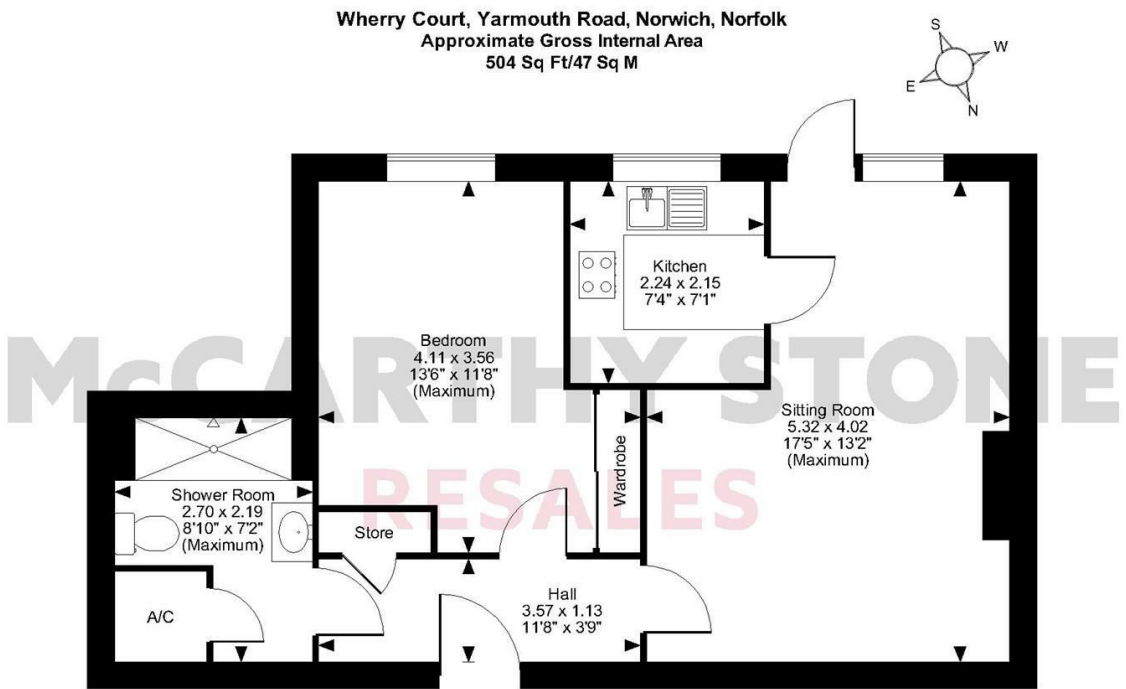 Wherry Court, Yarmouth Road, Norwich, Norfolk
Approximate Gross Internal Area
504 Sq Ft/47 Sq M
S
W
E
N
Kitchen
2.24 x 2.15
7'4" x 7'1"
Bedroom
4.11 x 3.56
13'6" x 11'8"
(Maximum)
McCARTHY STONE
RESALES
Sitting Room
5.32 x 4.02
17'5" x 13'2"
(Maximum)
Wardrobe
Shower Room
2.70 x 2.19
8'10" x 7'2"
(Maximum)
Store
A/C
Hall
3.57 x 1.13
11'8" x 3'9"